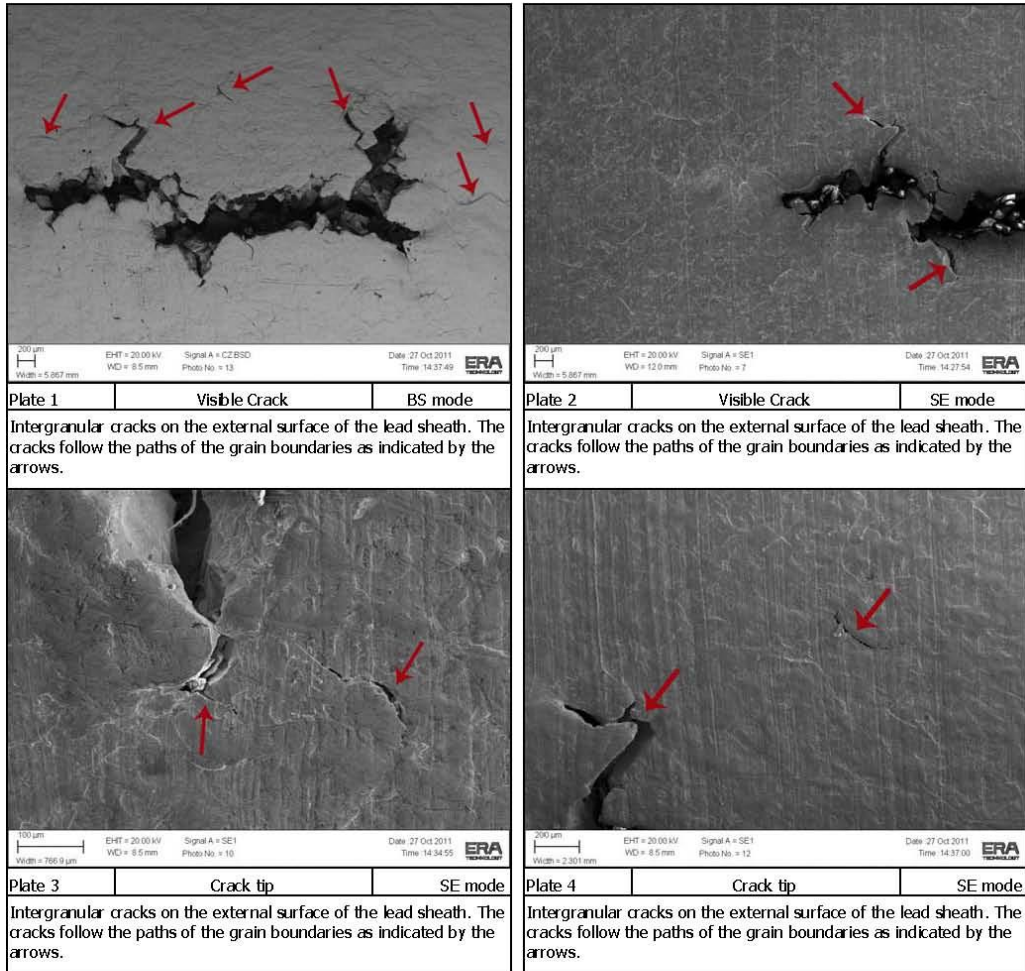 200 µm
Width = 5.867 mm
EHT = 20.00 kV
WD = 8.5 mm
Signal A = CZ BSD
Photo No. = 13
Date :27 Oct 2011
Time :14:37:49
ERA
TECHNOLOGY
Plate 1 Visible Crack BS mode
Intergranular cracks on the external surface of the lead sheath. The
cracks follow the paths of the grain boundaries as indicated by the
arrows.
200 µm
Width = 5.867 mm
EHT = 20.00 kV
WD = 12.0 mm
Signal A = SE1
Photo No. = 7
Date :27 Oct 2011
Time :14:27:54
ERA
TECHNOLOGY
Plate 2 Visible Crack SE mode
Intergranular cracks on the external surface of the lead sheath. The
cracks follow the paths of the grain boundaries as indicated by the
arrows.
100 µm
Width = 766.9 µm
EHT = 20.00 kV
WD = 8.5 mm
Signal A = SE1
Photo No. = 10
Date :27 Oct 2011
Time :14:34:55
ERA
TECHNOLOGY
Plate 3 Crack tip SE mode
Intergranular cracks on the external surface of the lead sheath. The
cracks follow the paths of the grain boundaries as indicated by the
arrows.
200 µm
Width = 2.301 mm
EHT = 20.00 kV
WD = 8.5 mm
Signal A = SE1
Photo No. = 12
Date :27 Oct 2011
Time :14:37:00
ERA
TECHNOLOGY
Plate 4 Crack tip SE mode
Intergranular cracks on the external surface of the lead sheath. The
cracks follow the paths of the grain boundaries as indicated by the
arrows.